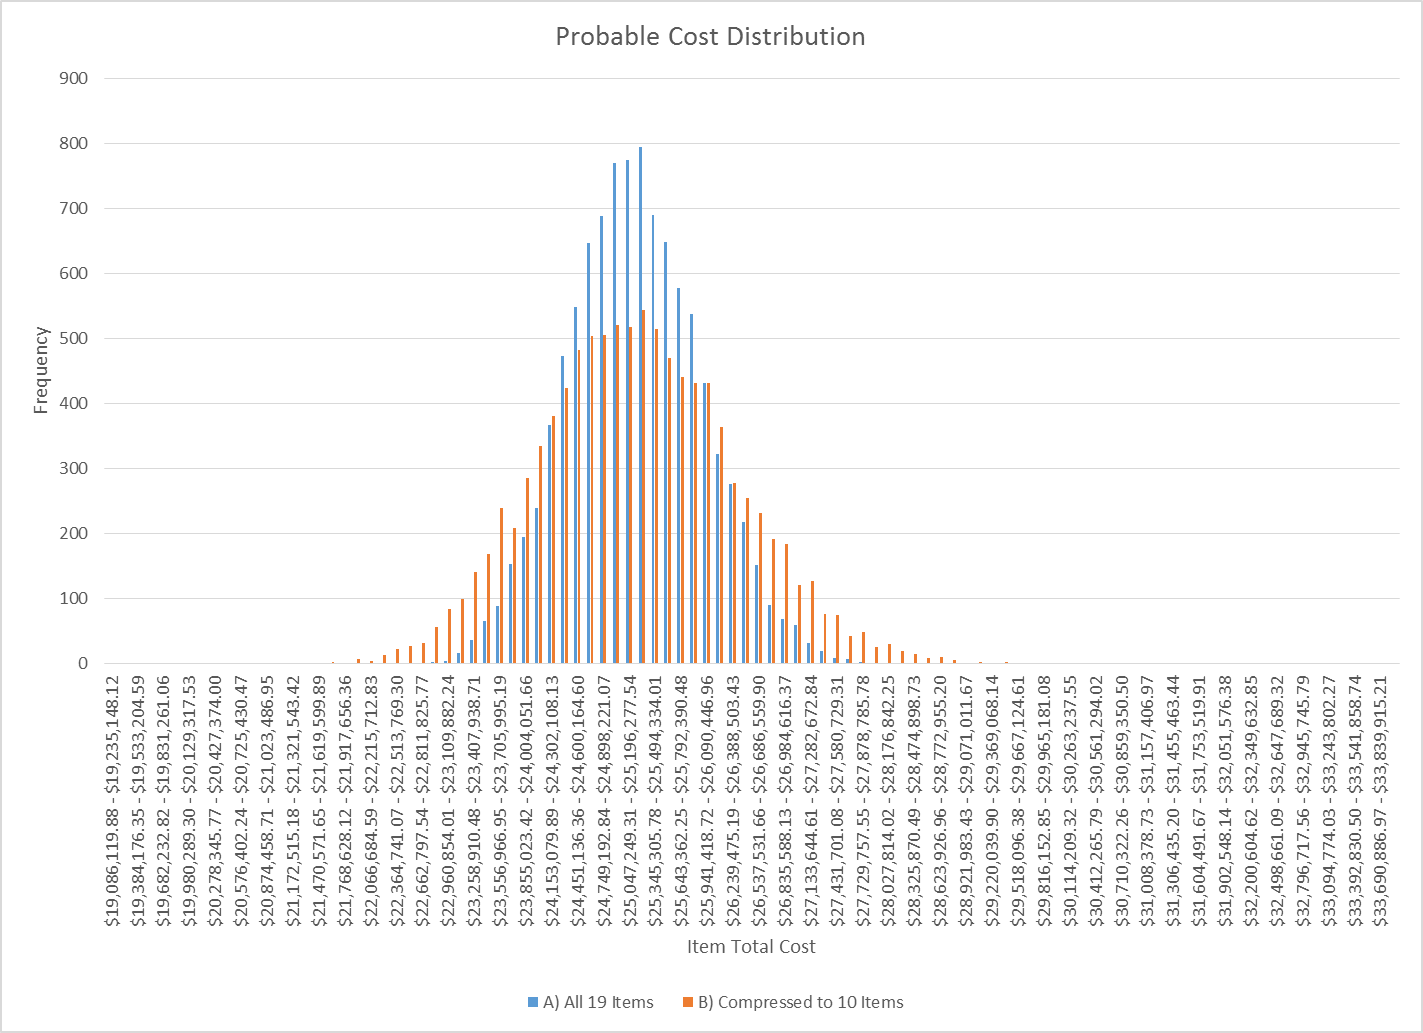 Probable Cost Distribution
900
800
700
600
500
400
300
200
100
0
Frequency
$19,086,119.88 - $19,235,148.12
$19,384,176.35 - $19,533,204.59
$19,682,232.82 - $19,831,261.06
$19,980,289.30 - $20,129,317.53
$20,278,345.77 - $20,427,374.00
$20,576,402.24 - $20,725,430.47
$20,874,458.71 - $21,023,486.95
$21,172,515.18 - $21,321,543.42
$21,470,571.65 - $21,619,599.89
$21,768,628.12 - $21,917,656.36
$22,066,684.59 - $22,215,712.83
$22,364,741.07 - $22,513,769.30
$22,662,797.54 - $22,811,825.77
$22,960,854.01 - $23,109,882.24
$23,258,910.48 - $23,407,938.71
$23,556,966.95 - $23,705,995.19
$23,855,023.42 - $24,004,051.66
$24,153,079.89 - $24,302,108.13
$24,451,136.36 - $24,600,164.60
$24,749,192.84 - $24,898,221.07
$25,047,249.31 - $25,196,277.54
$25,345,305.78 - $25,494,334.01
$25,643,362.25 - $25,792,390.48
$25,941,418.72 - $26,090,446.96
$26,239,475.19 - $26,388,503.43
$26,537,531.66 - $26,686,559.90
$26,835,588.13 - $26,984,616.37
$27,133,644.61 - $27,282,672.84
$27,431,701.08 - $27,580,729.31
$27,729,757.55 - $27,878,785.78
$28,027,814.02 - $28,176,842.25
$28,325,870.49 - $28,474,898.73
$28,623,926.96 - $28,772,955.20
$28,921,983.43 - $29,071,011.67
$29,220,039.90 - $29,369,068.14
$29,518,096.38 - $29,667,124.61
$29,816,152.85 - $29,965,181.08
$30,114,209.32 - $30,263,237.55
$30,412,265.79 - $30,561,294.02
$30,710,322.26 - $30,859,350.50
$31,008,378.73 - $31,157,406.97
$31,306,435.20 - $31,455,463.44
$31,604,491.67 - $31,753,519.91
$31,902,548.14 - $32,051,576.38
$32,200,604.62 - $32,349,632.85
$32,498,661.09 - $32,647,689.32
$32,796,717.56 - $32,945,745.79
$33,094,774.03 - $33,243,802.27
$33,392,830.50 - $33,541,858.74
$33,690,886.97 - $33,839,915.21
Item Total Cost
A) All 19 Items
B) Compressed to 10 Items